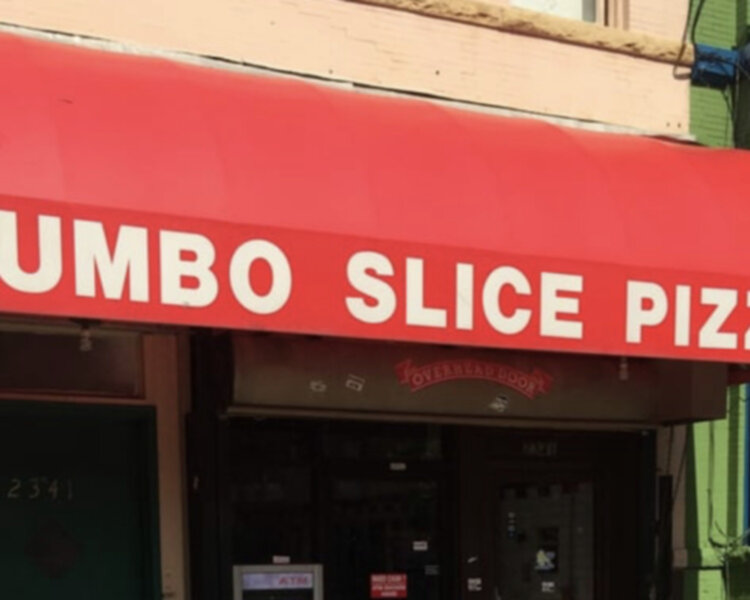 UMBO SLICE PIZZ
OVERHEAD DOOR
2341
ATM